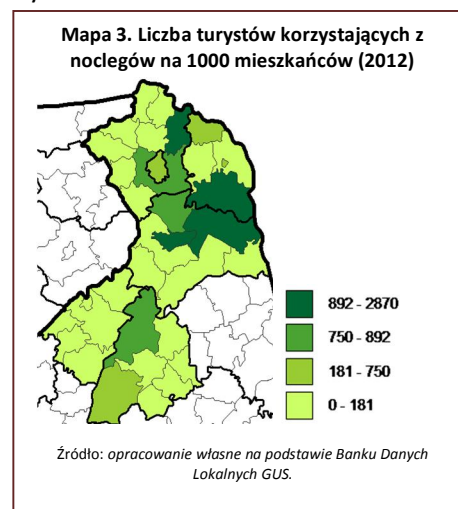 Mapa 3. Liczba turystów korzystających z
noclegów na 1000 mieszkańców (2012)
892 - 2870
750 - 892
181 - 750
0 - 181
Źródło: opracowanie własne na podstawie Banku Danych
Lokalnych GUS.